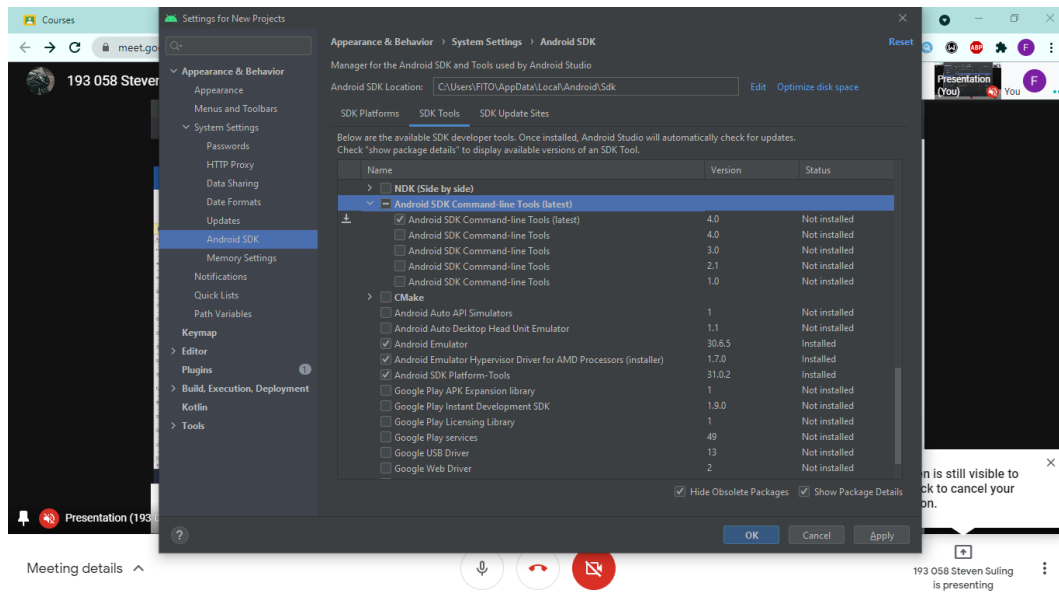 Courses
Settings for New Projects
meet.go
Appearance & Behavior > System Settings > Android SDK
Reset
ABP
F
193 058 Steven
Presentation
(You)
You
F
Appearance & Behavior
Appearance
Menus and Toolbars
System Settings
Passwords
HTTP Proxy
Data Sharing
Date Formats
Updates
Android SDK
Memory Settings
Notifications
Quick Lists
Path Variables
Keymap
Editor
Plugins 1
Build, Execution, Deployment
Kotlin
Tools
Manager for the Android SDK and Tools used by Android Studio
Android SDK Location: C:\Users\FITO\AppData\Local\Android\Sdk Edit Optimize disk space
SDK Platforms SDK Tools SDK Update Sites
Below are the available SDK developer tools. Once installed, Android Studio will automatically check for updates.
Check "show package details" to display available versions of an SDK Tool.
Name Version Status
NDK (Side by side)
Android SDK Command-line Tools (latest)
Android SDK Command-line Tools (latest) 4.0 Not installed
Android SDK Command-line Tools 4.0 Not installed
Android SDK Command-line Tools 3.0 Not installed
Android SDK Command-line Tools 2.1 Not installed
Android SDK Command-line Tools 1.0 Not installed
CMake
Android Auto API Simulators 1 Not installed
Android Auto Desktop Head Unit Emulator 1.1 Not installed
Android Emulator 30.6.5 Installed
Android Emulator Hypervisor Driver for AMD Processors (installer) 1.7.0 Installed
Android SDK Platform-Tools 31.0.2 Installed
Google Play APK Expansion library 1 Not installed
Google Play Instant Development SDK 1.9.0 Not installed
Google Play Licensing Library 1 Not installed
Google Play services 49 Not installed
Google USB Driver 13 Not installed
Google Web Driver 2 Not installed
Hide Obsolete Packages Show Package Details
? OK Cancel Apply
n is still visible to
ck to cancel your
on.
Presentation (193
Meeting details
193 058 Steven Suling
is presenting